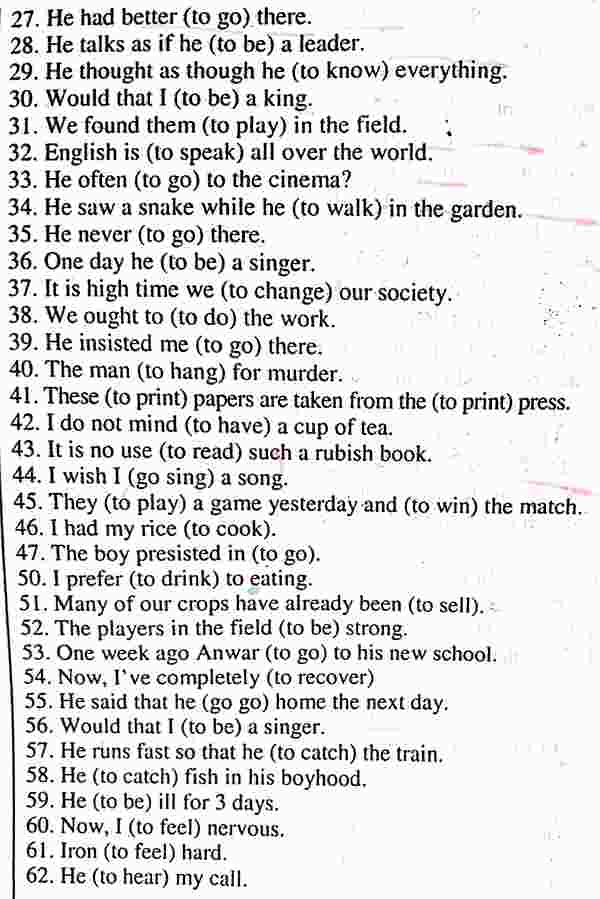 27. He had better (to go) there.
28. He talks as if he (to be) a leader.
29. He thought as though he (to know) everything.
30. Would that I (to be) a king.
31. We found them (to play) in the field.
32. English is (to speak) all over the world.
33. He often (to go) to the cinema?
34. He saw a snake while he (to walk) in the garden.
35. He never (to go) there.
36. One day he (to be) a singer.
37. It is high time we (to change) our society.
38. We ought to (to do) the work.
39. He insisted me (to go) there.
40. The man (to hang) for murder.
41. These (to print) papers are taken from the (to print) press.
42. I do not mind (to have) a cup of tea.
43. It is no use (to read) such a rubish book.
44. I wish I (go sing) a song.
45. They (to play) a game yesterday and (to win) the match.
46. I had my rice (to cook).
47. The boy presisted in (to go).
50. I prefer (to drink) to eating.
51. Many of our crops have already been (to sell).
52. The players in the field (to be) strong.
53. One week ago Anwar (to go) to his new school.
54. Now, I've completely (to recover)
55. He said that he (go go) home the next day.
56. Would that I (to be) a singer.
57. He runs fast so that he (to catch) the train.
58. He (to catch) fish in his boyhood.
59. He (to be) ill for 3 days.
60. Now, I (to feel) nervous.
61. Iron (to feel) hard.
62. He (to hear) my call.